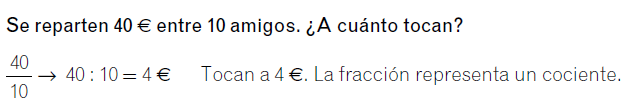 Se reparten 40 € entre 10 amigos. ¿A cuánto tocan?
40/10 → 40 : 10 = 4 € Tocan a 4 €. La fracción representa un cociente.